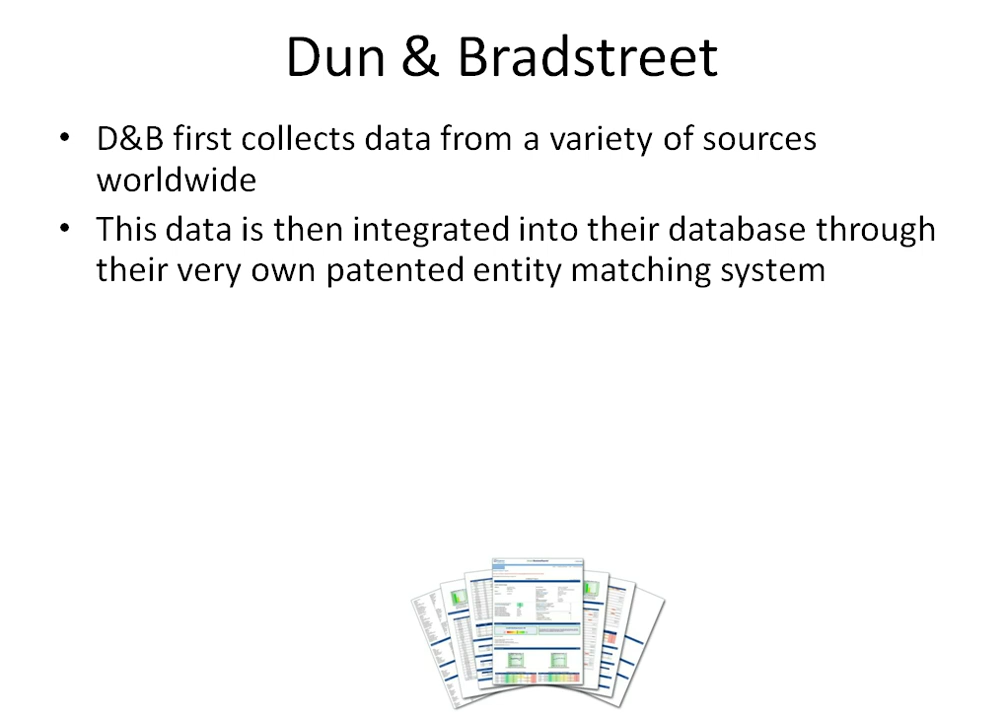 Dun & Bradstreet
• D&B first collects data from a variety of sources
worldwide
• This data is then integrated into their database through
their very own patented entity matching system